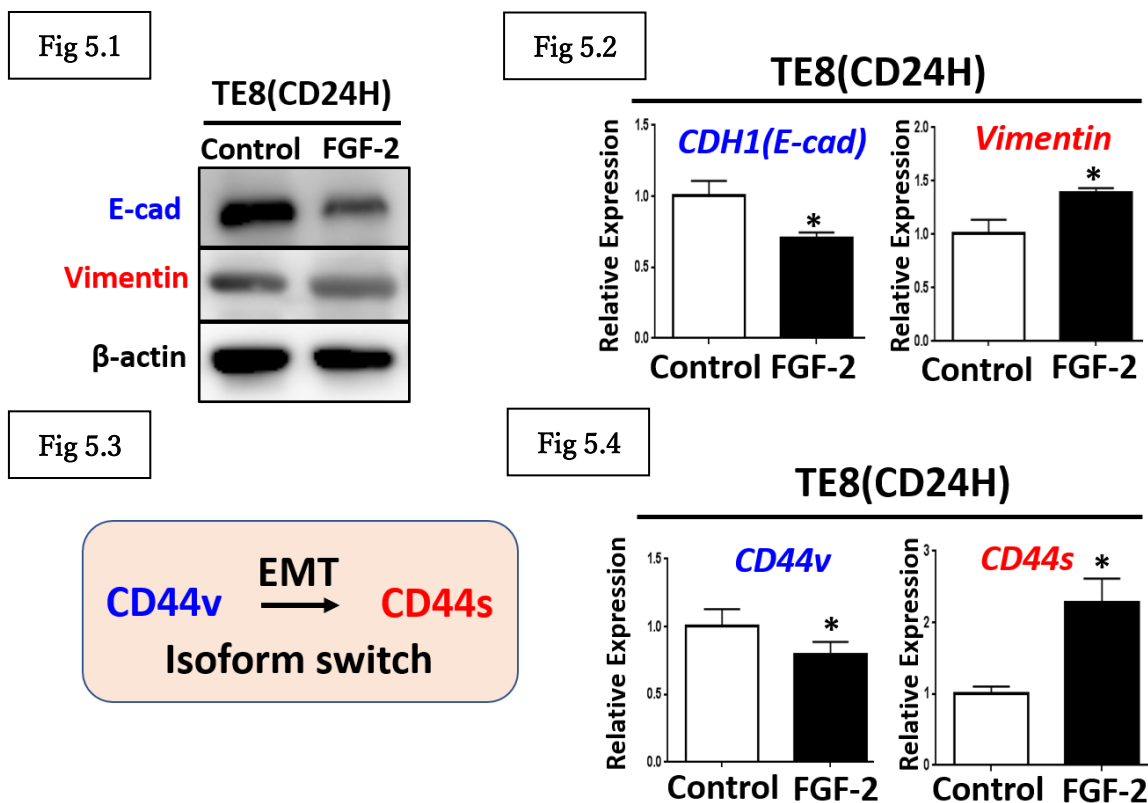 Fig 5.1
TE8(CD24H)
Control FGF-2
E-cad
Vimentin
β-actin
Fig 5.2
TE8(CD24H)
CDH1(E-cad)
Relative Expression
1.5
1.0
0.5
0.0
*
Control FGF-2
Vimentin
Relative Expression
2.0
1.5
1.0
1.0
0.0
*
Control FGF-2
Fig 5.3
EMT
CD44v CD44s
Isoform switch
Fig 5.4
TE8(CD24H)
CD44v
Relative Expression
1.5
1.0
0.5
0.0
*
Control FGF-2
CD44s
Relative Expression
3
2
1
0
*
Control FGF-2